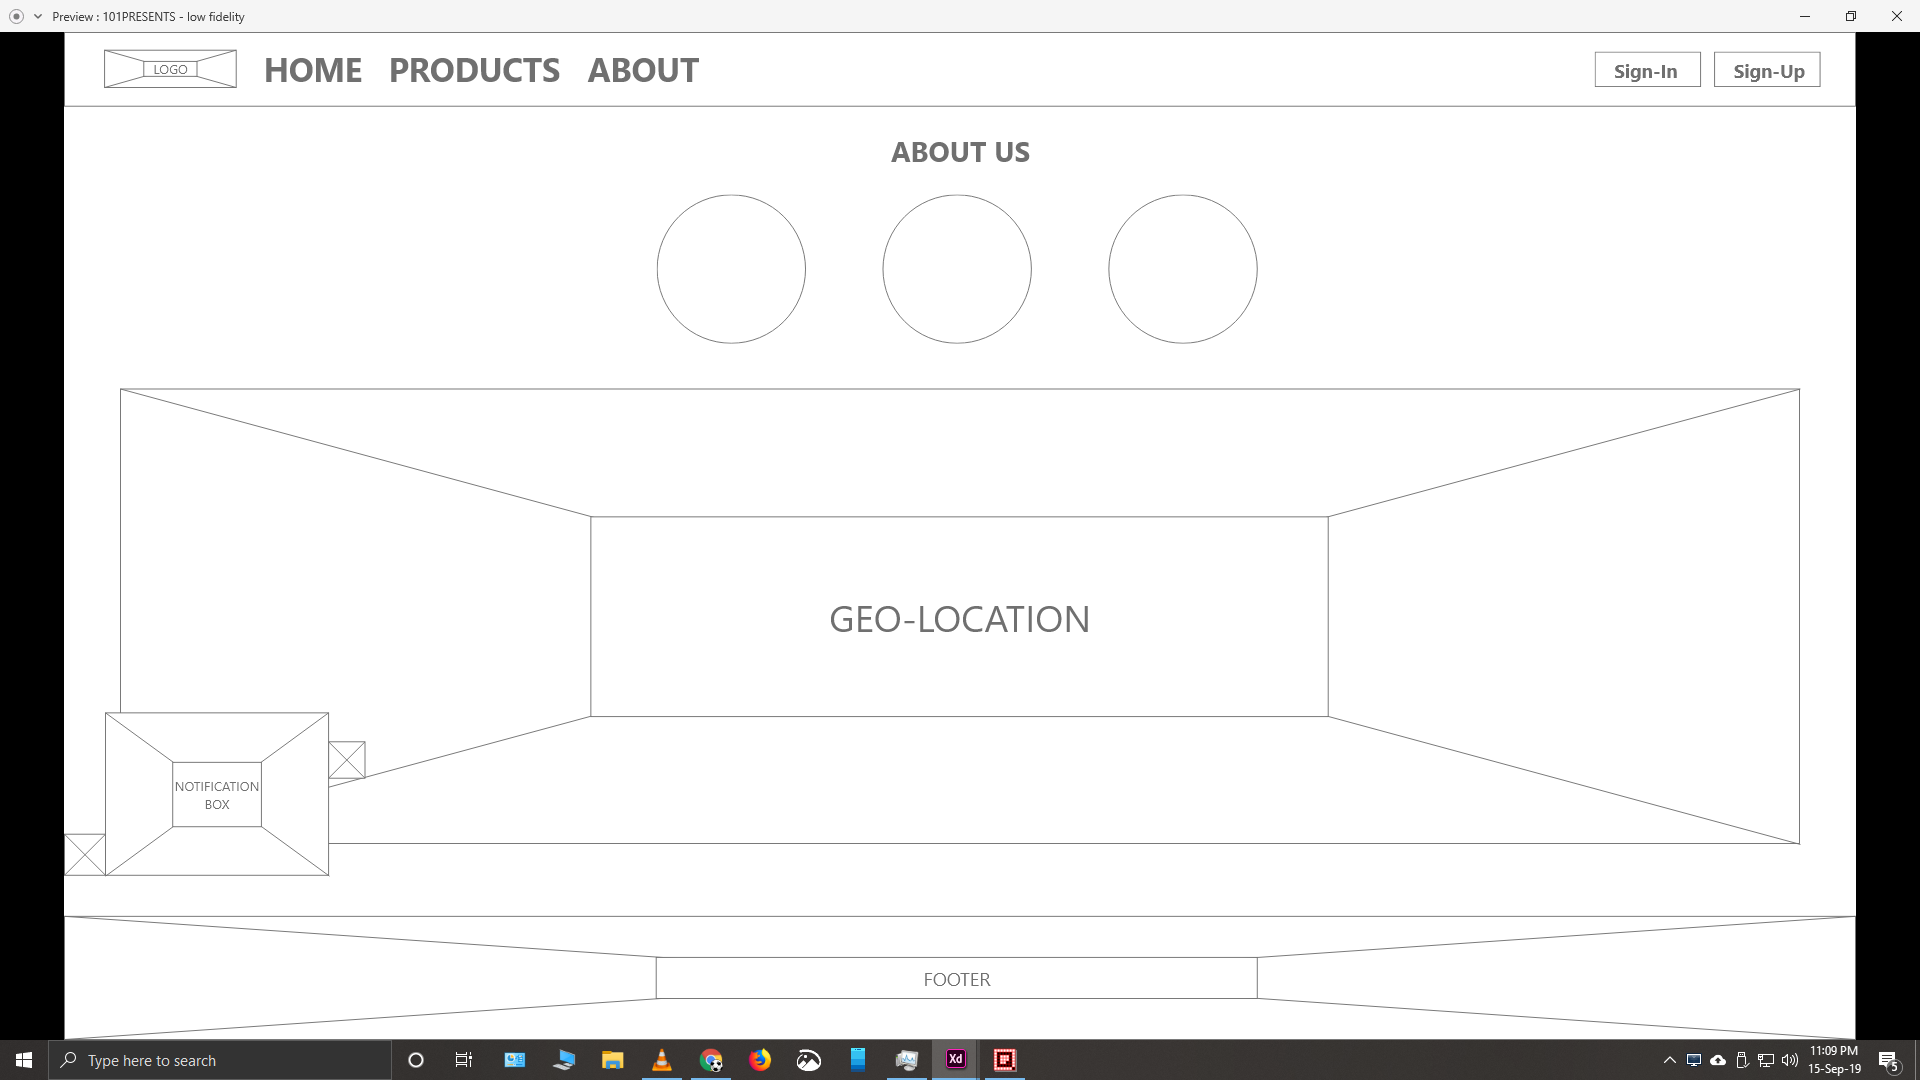 Preview : 101PRESENTS - low fidelity
LOGO HOME PRODUCTS ABOUT Sign-In Sign-Up
ABOUT US
GEO-LOCATION
NOTIFICATION
BOX
FOOTER
Type here to search
Xd
11:09 PM
15-Sep-19
5